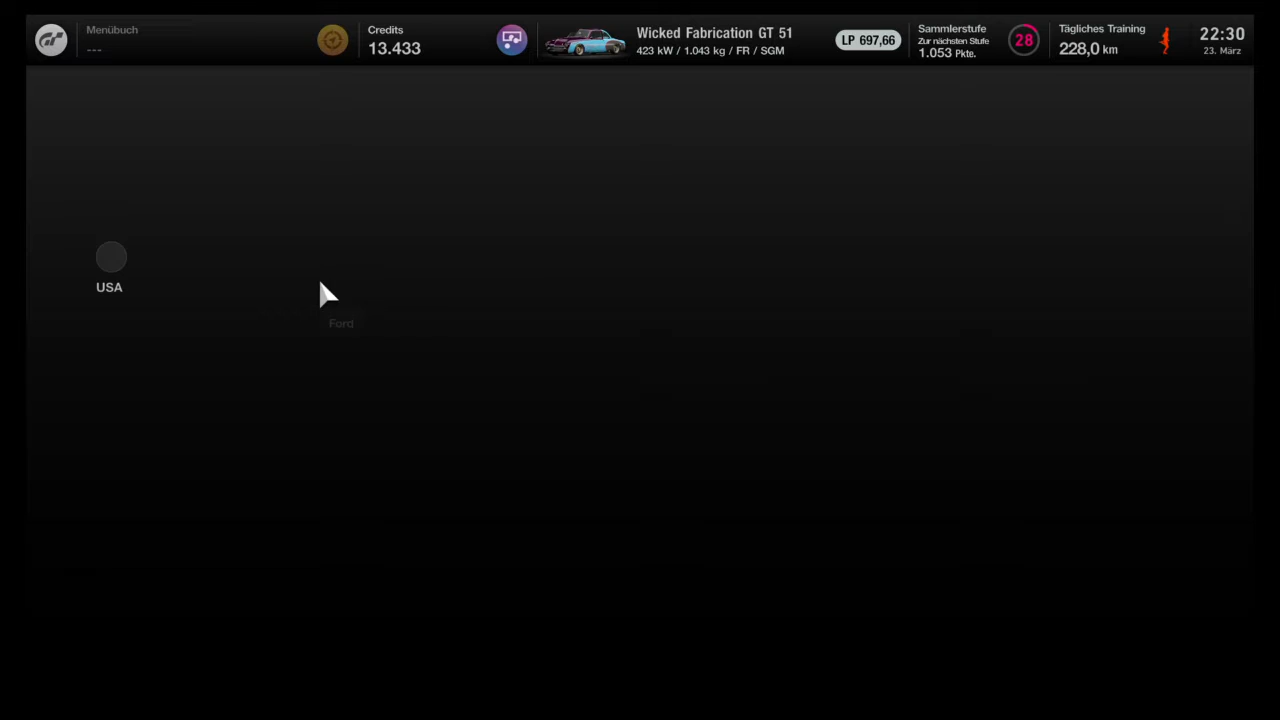 Menübuch
---
Credits
13.433
Wicked Fabrication GT 51
423 kW / 1.043 kg / FR / SGM
LP 697,66
Sammlerstufe
Zur nächsten Stufe
1.053 Pkte.
28
Tägliches Training
228,0 km
22:30
23. März
USA
Ford